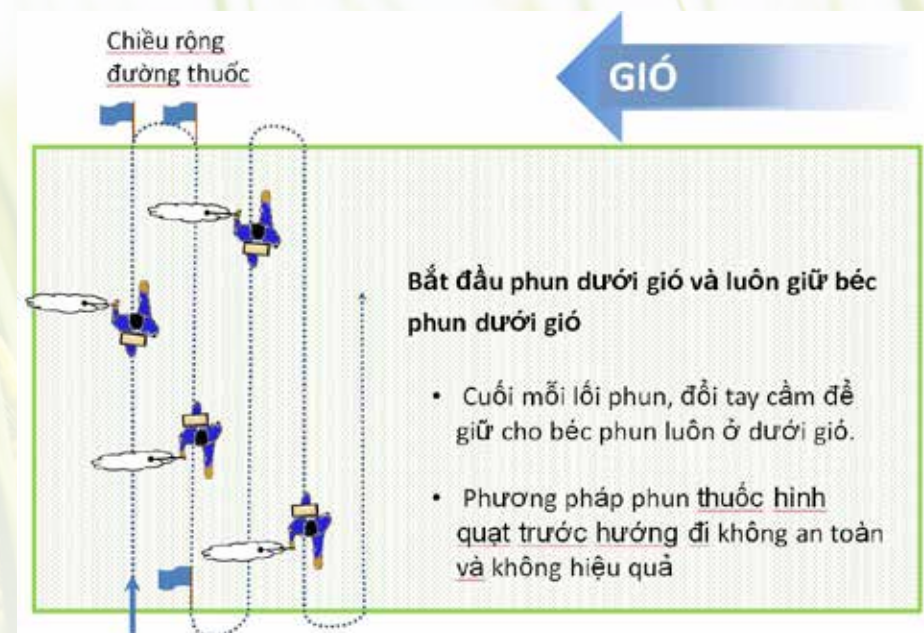 Chiều rộng
đường thuốc
GIÓ
Bắt đầu phun dưới gió và luôn giữ béc
phun dưới gió
• Cuối mỗi lối phun, đổi tay cầm để
giữ cho béc phun luôn ở dưới gió.
• Phương pháp phun thuốc hình
quạt trước hướng đi không an toàn
và không hiệu quả